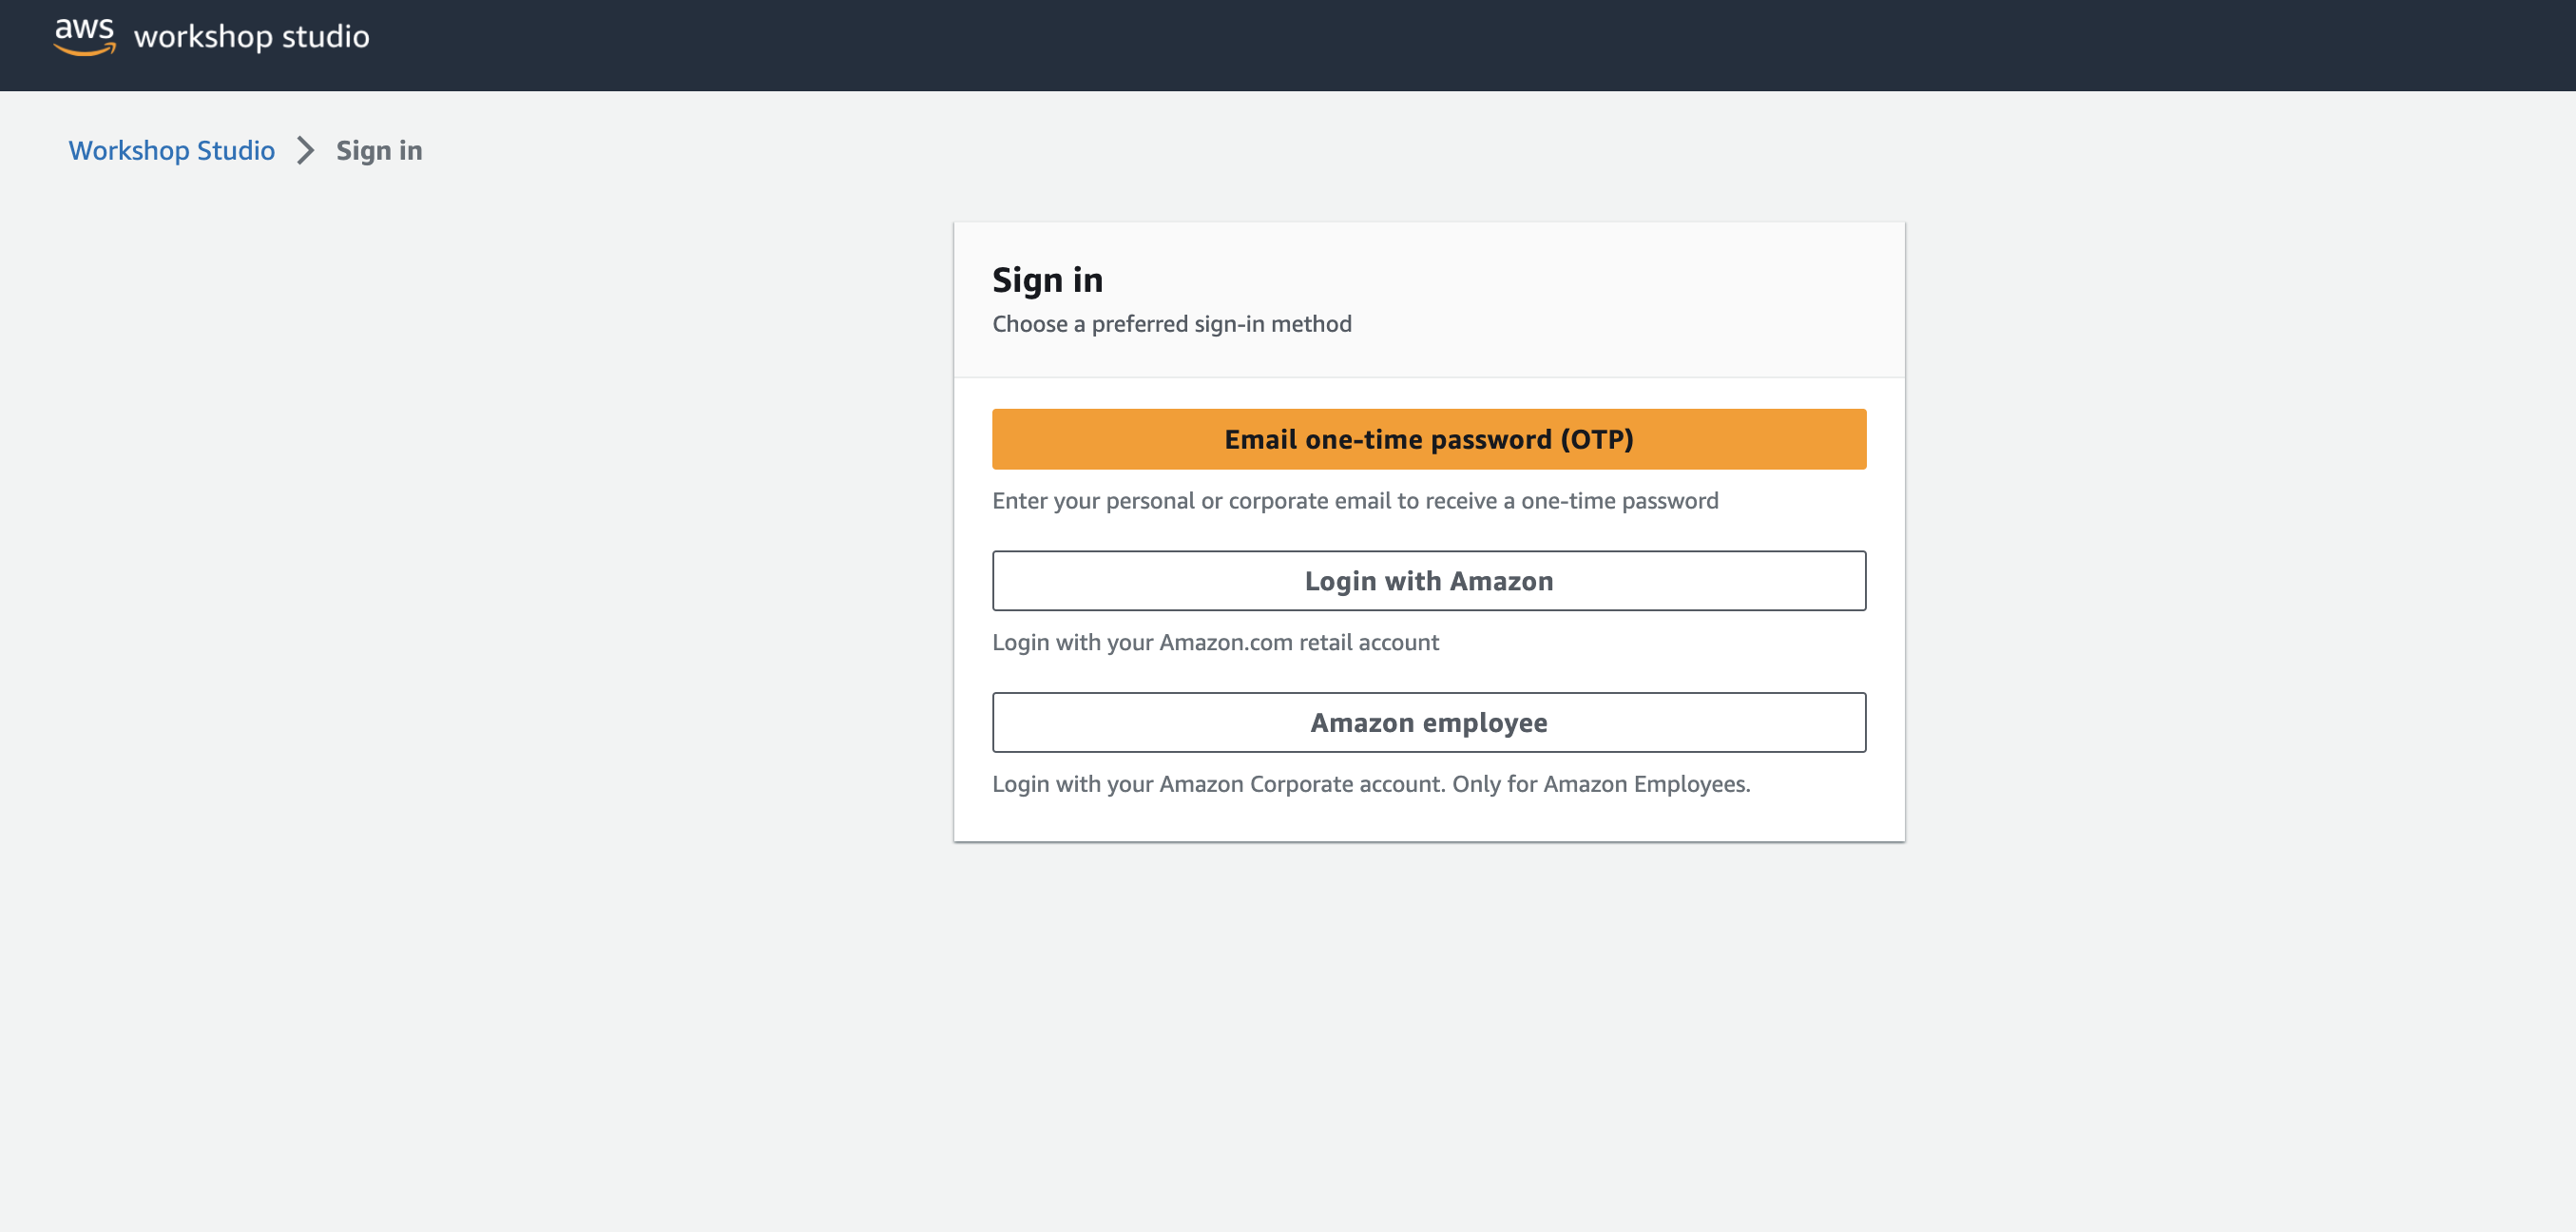 aws workshop studio
Workshop Studio > Sign in
Sign in
Choose a preferred sign-in method
Email one-time password (OTP)
Enter your personal or corporate email to receive a one-time password
Login with Amazon
Login with your Amazon.com retail account
Amazon employee
Login with your Amazon Corporate account. Only for Amazon Employees.